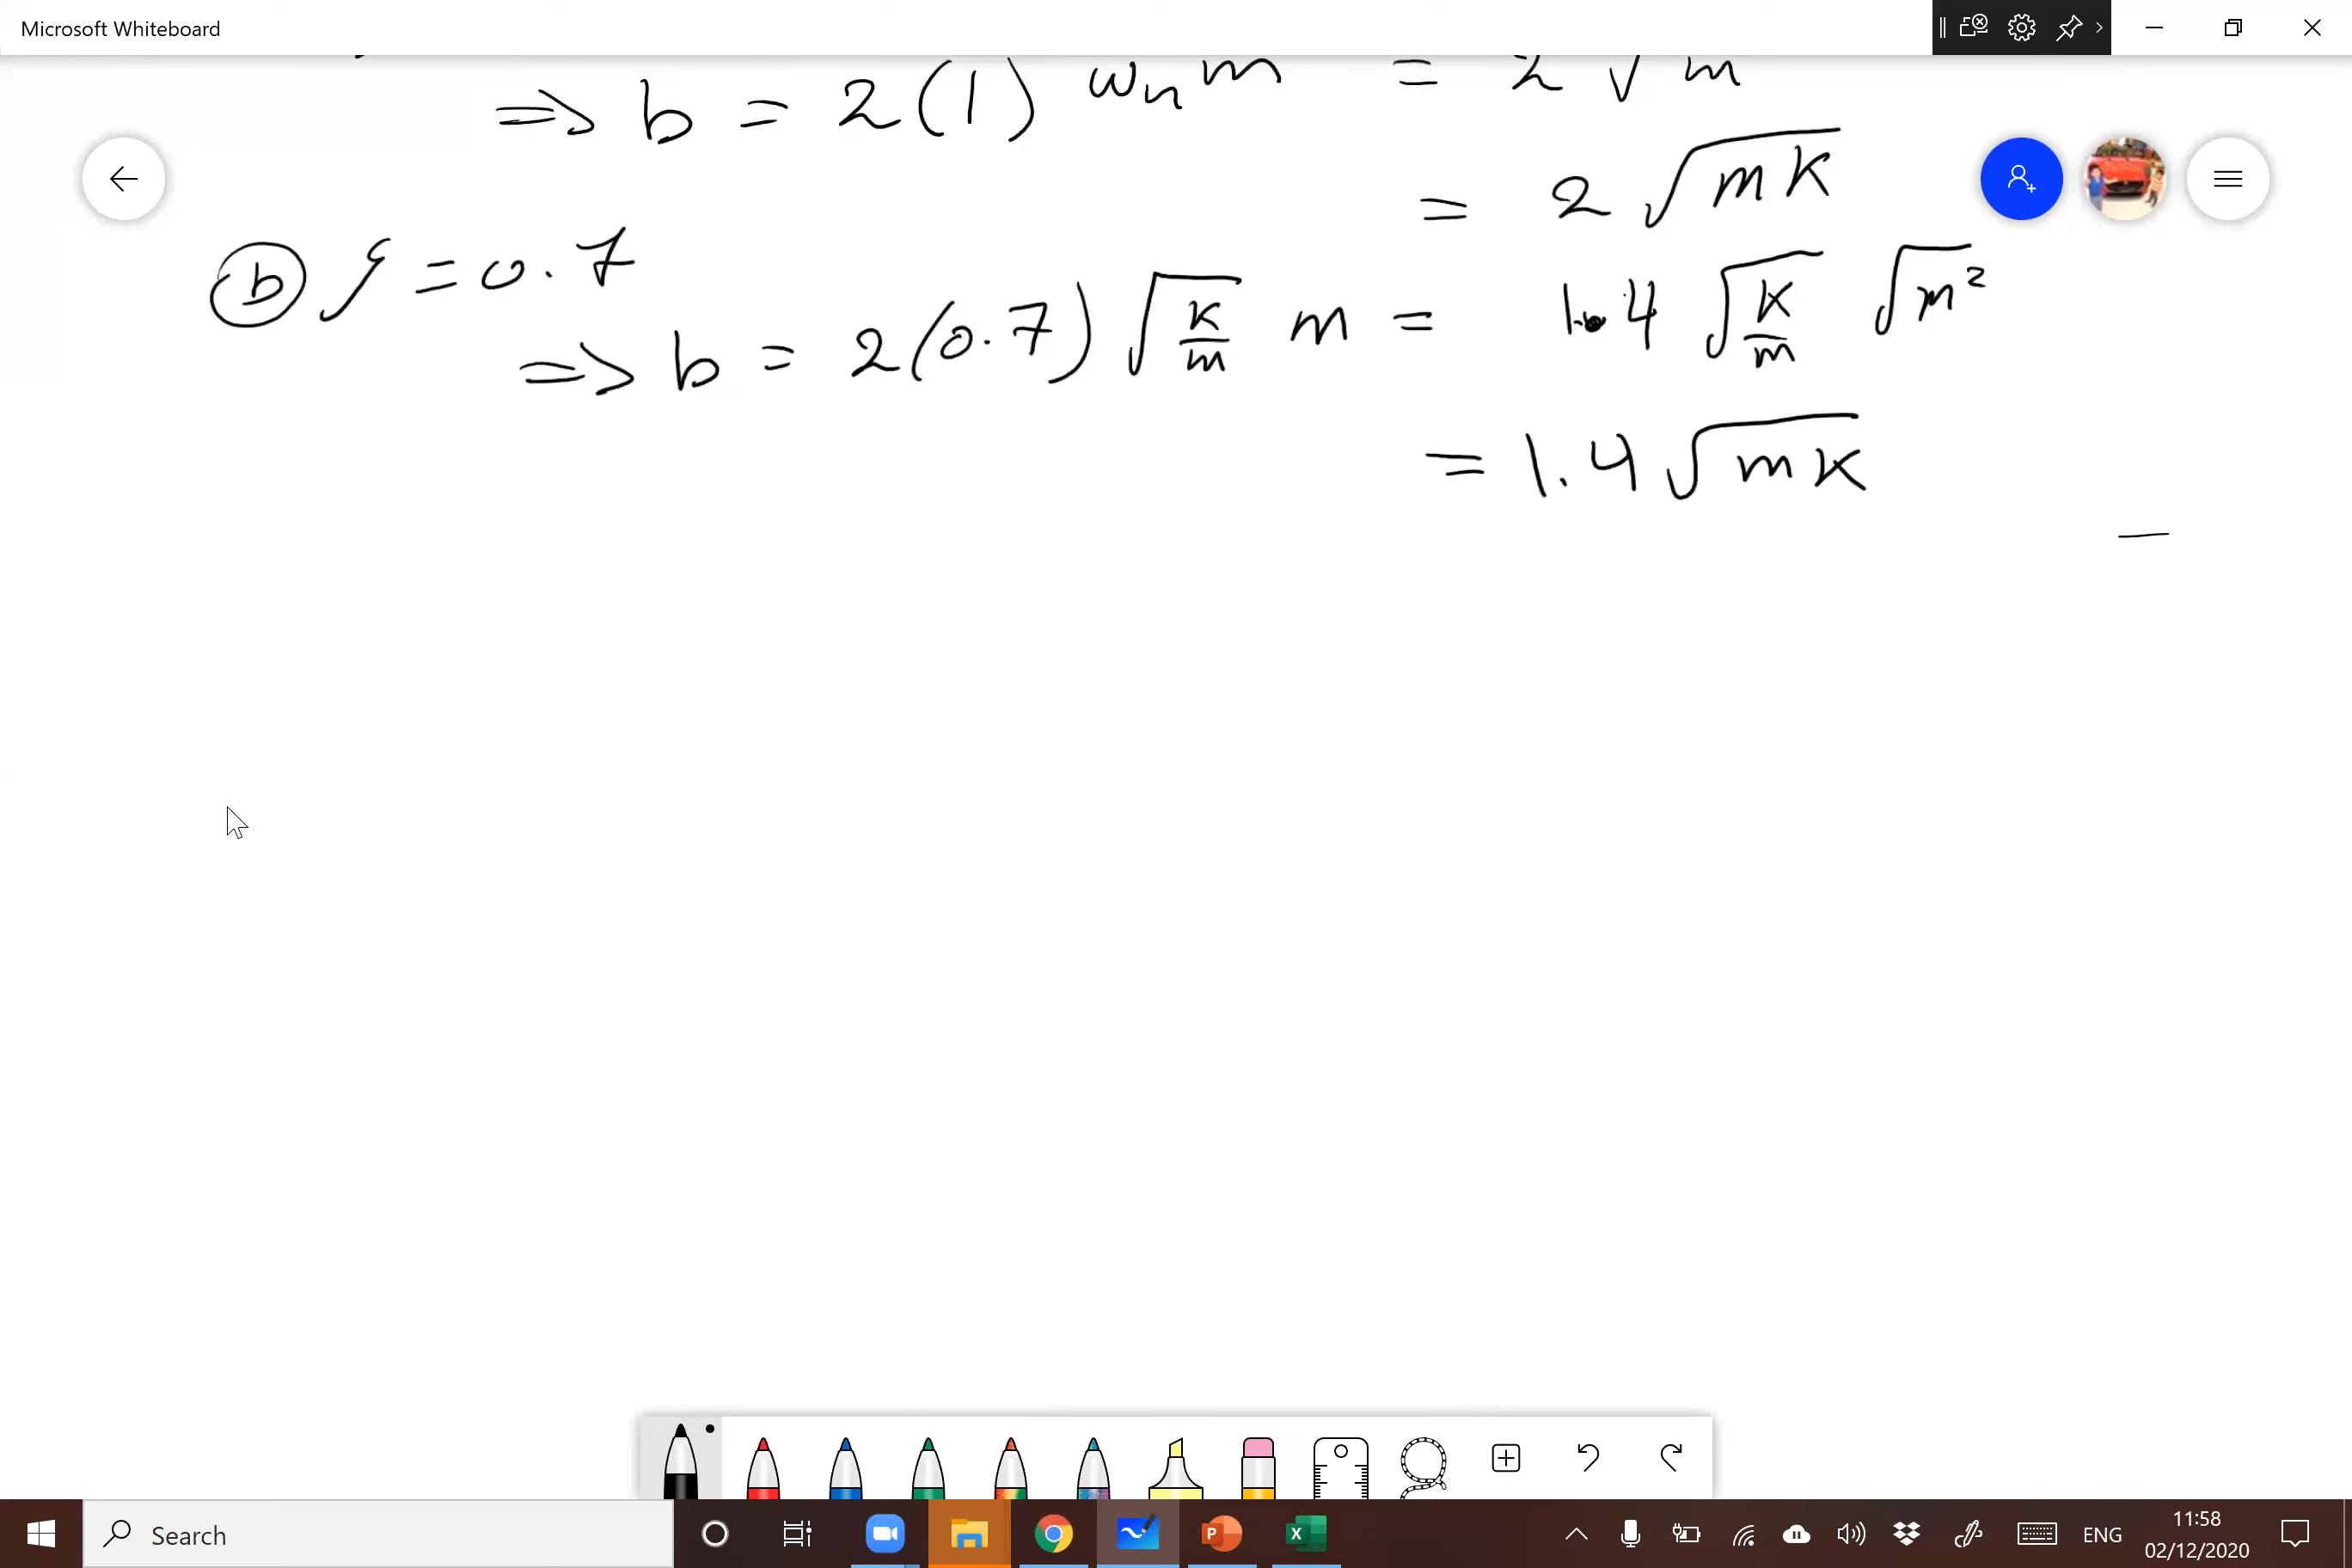 Microsoft Whiteboard
⇒ b = 2(1) ωn m = 2 √ m
= 2 √mK
ⓑ ζ = 0.7
⇒ b = 2(0.7) √(K/m) m = 1.4 √(K/m) √m²
= 1.4 √mK
Search
ENG
11:58
02/12/2020